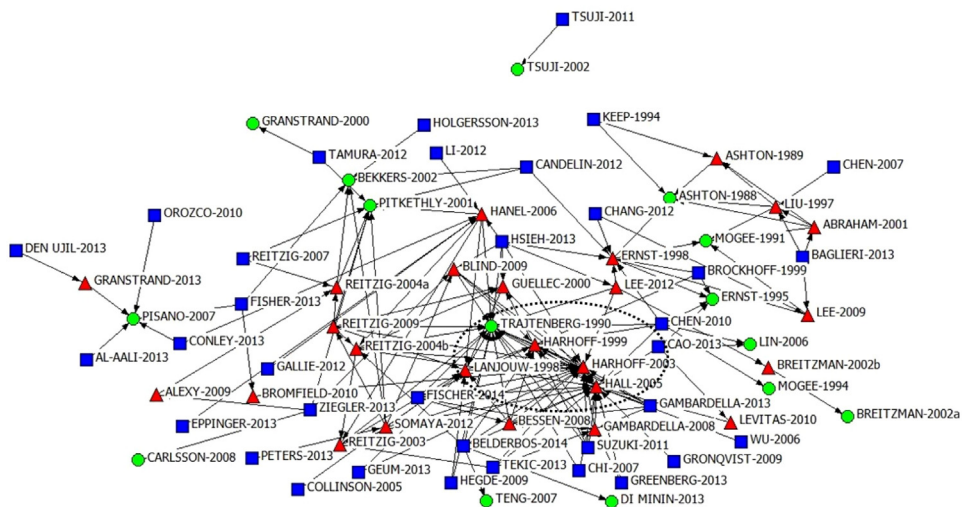 TSUJI-2011
TSUJI-2002
GRANSTRAND-2000
HOLGERSSON-2013
KEEP-1994
TAMURA-2012
LI-2012
ASHTON-1989
CANDELIN-2012
CHEN-2007
BEKKERS-2002
PITKETHLY-2001
ASHTON-1988
LIU-1997
OROZCO-2010
HANEL-2006
CHANG-2012
ABRAHAM-2001
DEN UJIL-2013
HSIEH-2013
MOGEE-1991
REITZIG-2007
ERNST-1998
BAGLIERI-2013
GRANSTRAND-2013
BLIND-2009
BROCKHOFF-1999
REITZIG-2004a
GUELLEC-2000
LEE-2012
ERNST-1995
FISHER-2013
PISANO-2007
LEE-2009
REITZIG-2009
TRAJTENBERG-1990
CHEN-2010
CONLEY-2013
REITZIG-2004b
HARHOFF-1999
CAO-2013
LIN-2006
AL-AALI-2013
GALLIE-2012
LANJOUW-1998
HARHOFF-2003
BREITZMAN-2002b
HALL-2005
MOGEE-1994
ALEXY-2009
BROMFIELD-2010
FISCHER-2014
ZIEGLER-2013
GAMBARDELLA-2013
BREITZMAN-2002a
EPPINGER-2013
SOMAYA-2012
BESSEN-2008
GAMBARDELLA-2008
LEVITAS-2010
REITZIG-2003
BELDERBOS-2014
SUZUKI-2011
WU-2006
CARLSSON-2008
PETERS-2013
GEUM-2013
TEKIC-2013
CHI-2007
GRONQVIST-2009
COLLINSON-2005
HEGDE-2009
GREENBERG-2013
TENG-2007
DI MININ-2013